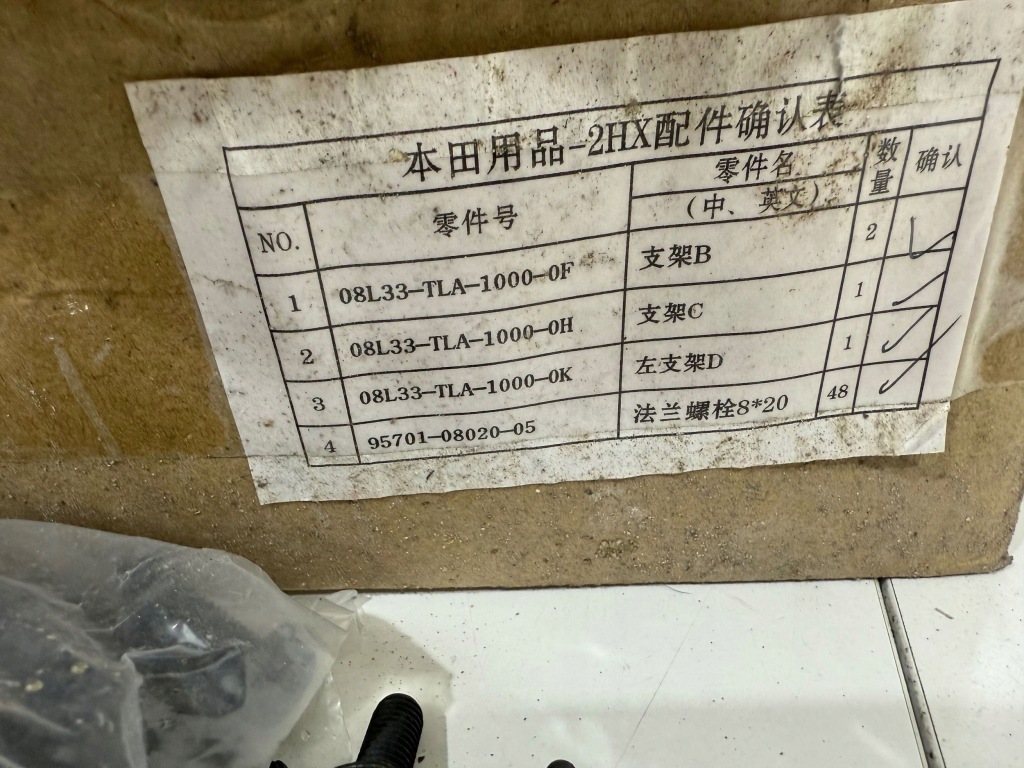 本田用品-2HX配件确认表
NO. 零件号 零件名 数量 确认
(中、英文)
1 08L33-TLA-1000-0F 支架B 2
2 08L33-TLA-1000-0H 支架C 1
3 08L33-TLA-1000-0K 左支架D 1
4 95701-08020-05 法兰螺栓8*20 48